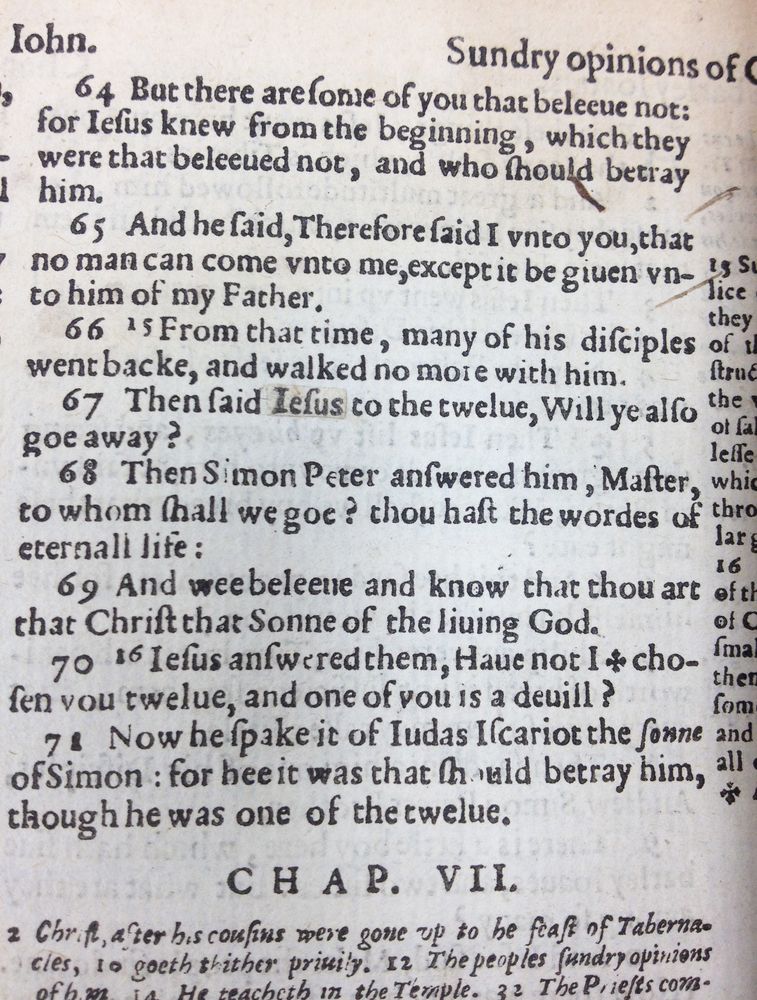 Iohn.
Sundry opinions of C
64 But there are ſome of you that beleeue not:
for Ieſus knew from the beginning, which they
were that beleeued not, and who ſhould betray
him.
65 And he ſaid, Therefore ſaid I vnto you, that
no man can come vnto me, except it be giuen vn-
to him of my Father.
66 15 From that time, many of his diſciples
went backe, and walked no more with him.
67 Then ſaid Ieſus to the twelue, Will ye alſo
goe away?
68 Then Simon Peter anſwered him, Maſter,
to whom ſhall we goe? thou haſt the wordes of
eternall life:
69 And wee beleeue and know that thou art
that Chriſt that Sonne of the liuing God.
70 16 Ieſus anſwered them, Haue not I ✤ cho-
ſen you twelue, and one of you is a deuill?
71 Now he ſpake it of Iudas Iſcariot the ſonne
of Simon: for hee it was that ſhould betray him,
though he was one of the twelue.
CHAP. VII.
2 Chriſt, after his couſins were gone vp to he feaſt of Taberna-
cles, 10 goeth thither priuily. 12 The peoples ſundry opinions
of him. 14 He teacheth in the Temple. 32 The Prieſts com-
15 Su
lice
they
of th
ſtruc
the
of ſal
leſſe
whic
thro
larg
16
of th
of C
ſmal
then
ſom
and
all
✤